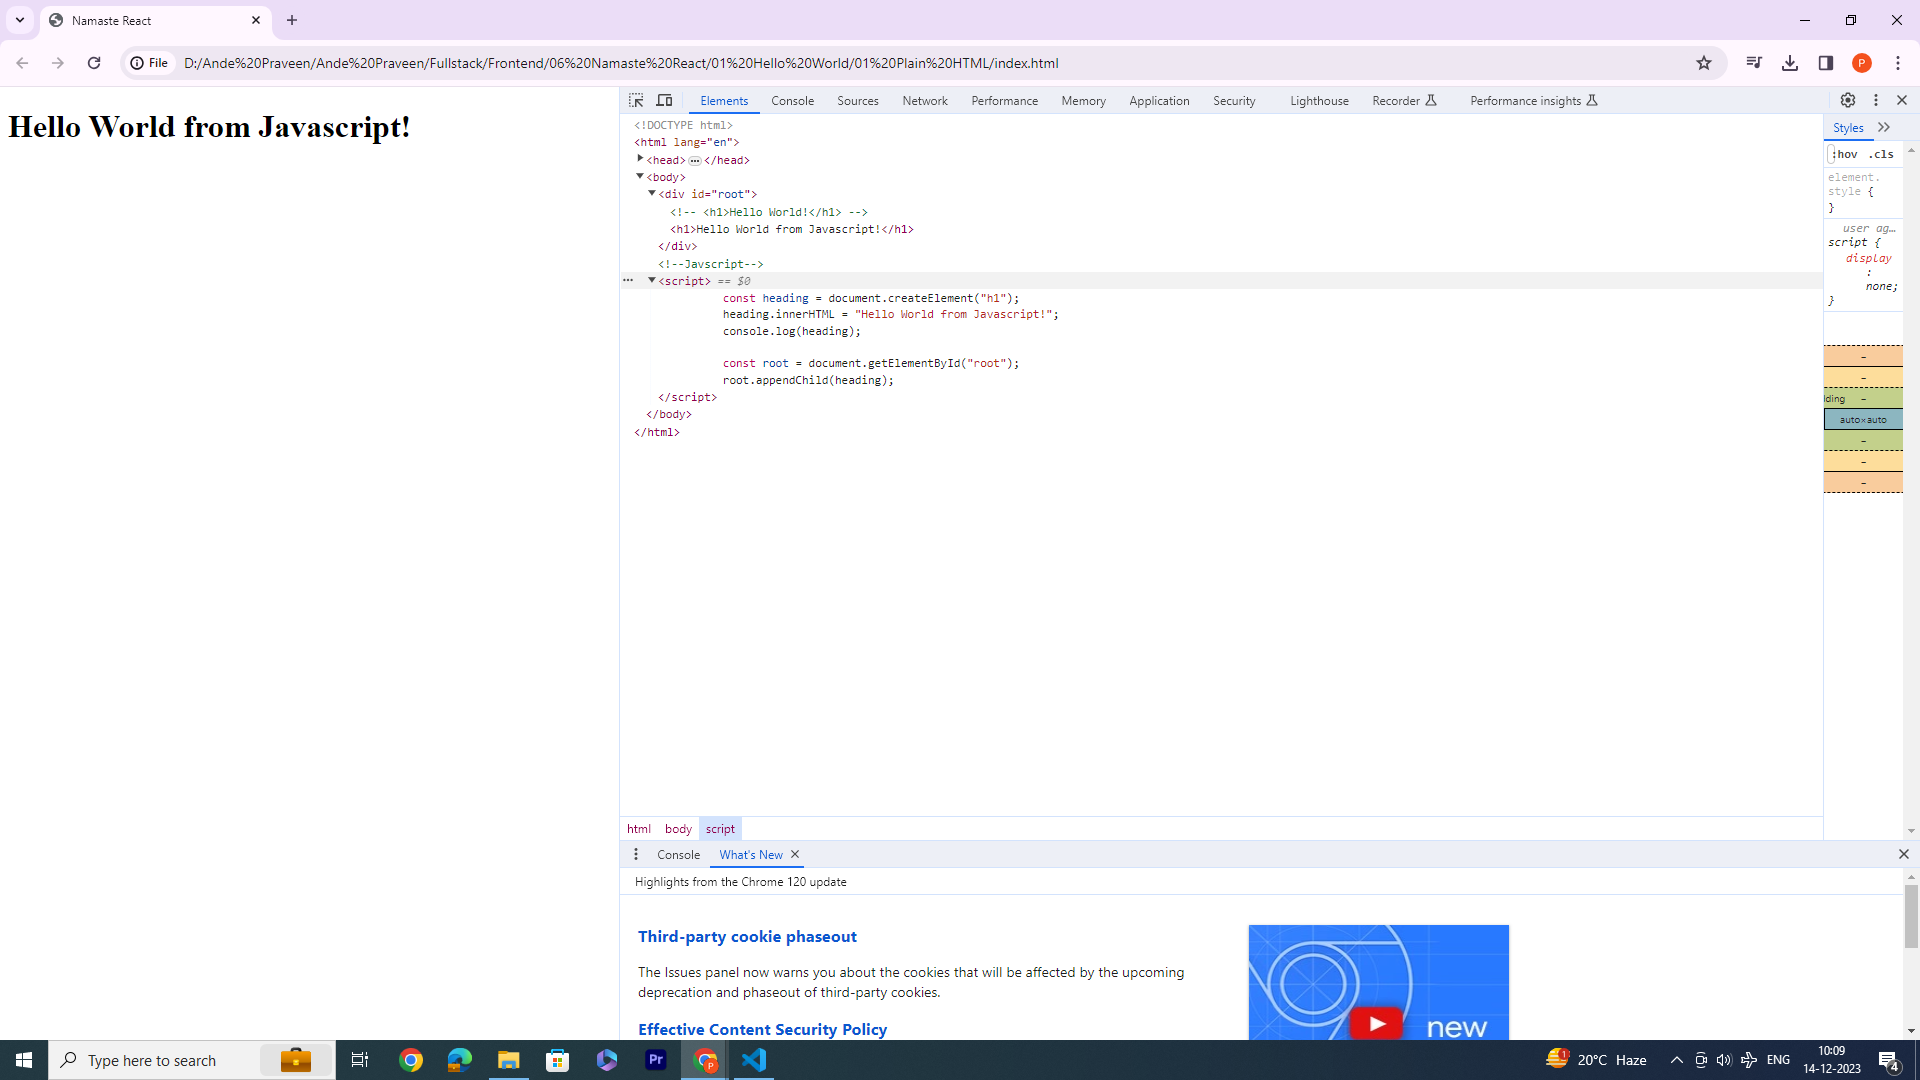 Namaste React
File D:/Ande%20Praveen/Ande%20Praveen/Fullstack/Frontend/06%20Namaste%20React/01%20Hello%20World/01%20Plain%20HTML/index.html
P
Hello World from Javascript!
Elements Console Sources Network Performance Memory Application Security Lighthouse Recorder Performance insights
<!DOCTYPE html>
<html lang="en">
<head> ••• </head>
<body>
<div id="root">
<!-- <h1>Hello World!</h1> -->
<h1>Hello World from Javascript!</h1>
</div>
<!--Javscript-->
<script> == $0
const heading = document.createElement("h1");
heading.innerHTML = "Hello World from Javascript!";
console.log(heading);
const root = document.getElementById("root");
root.appendChild(heading);
</script>
</body>
</html>
Styles
:hov .cls
element.
style {
}
user ag…
script {
display
:
none;
}
–
–
lding –
auto×auto
–
–
–
html body script
Console What's New
Highlights from the Chrome 120 update
Third-party cookie phaseout
The Issues panel now warns you about the cookies that will be affected by the upcoming
deprecation and phaseout of third-party cookies.
Effective Content Security Policy
new
Type here to search
Pr
P
1
20°C Haze
ENG
10:09
14-12-2023
4